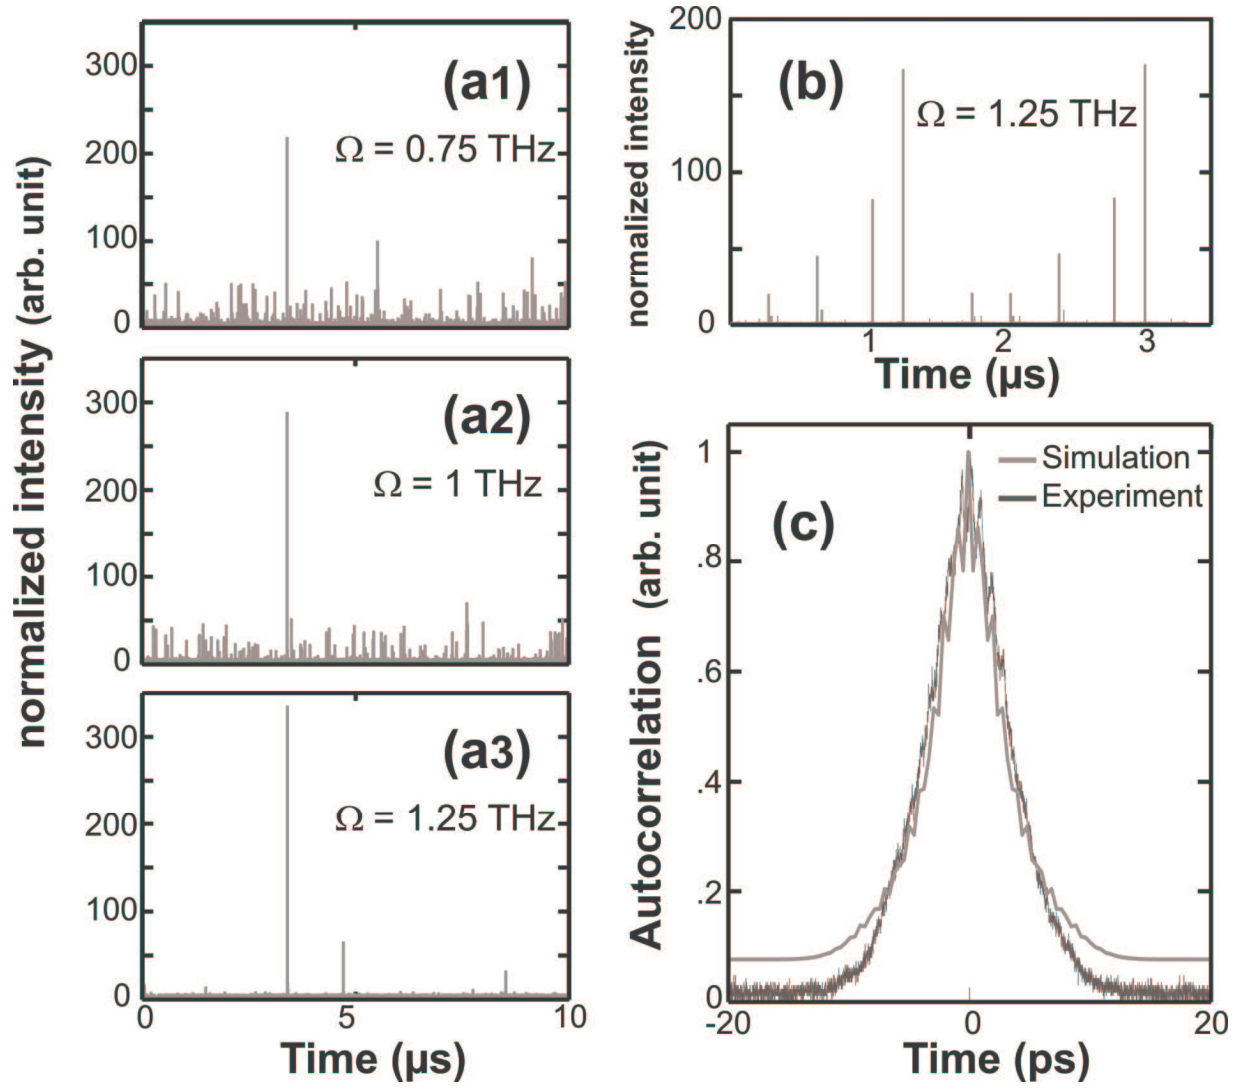 normalized intensity (arb. unit)
300
200
100
0
(a1)
Ω = 0.75 THz
300
200
100
0
(a2)
Ω = 1 THz
300
200
100
0
(a3)
Ω = 1.25 THz
0 5 10
Time (µs)
normalized intensity
200
100
0
(b)
Ω = 1.25 THz
1 2 3
Time (µs)
Autocorrelation (arb. unit)
1
.8
.6
.4
.2
0
(c)
Simulation
Experiment
-20 0 20
Time (ps)